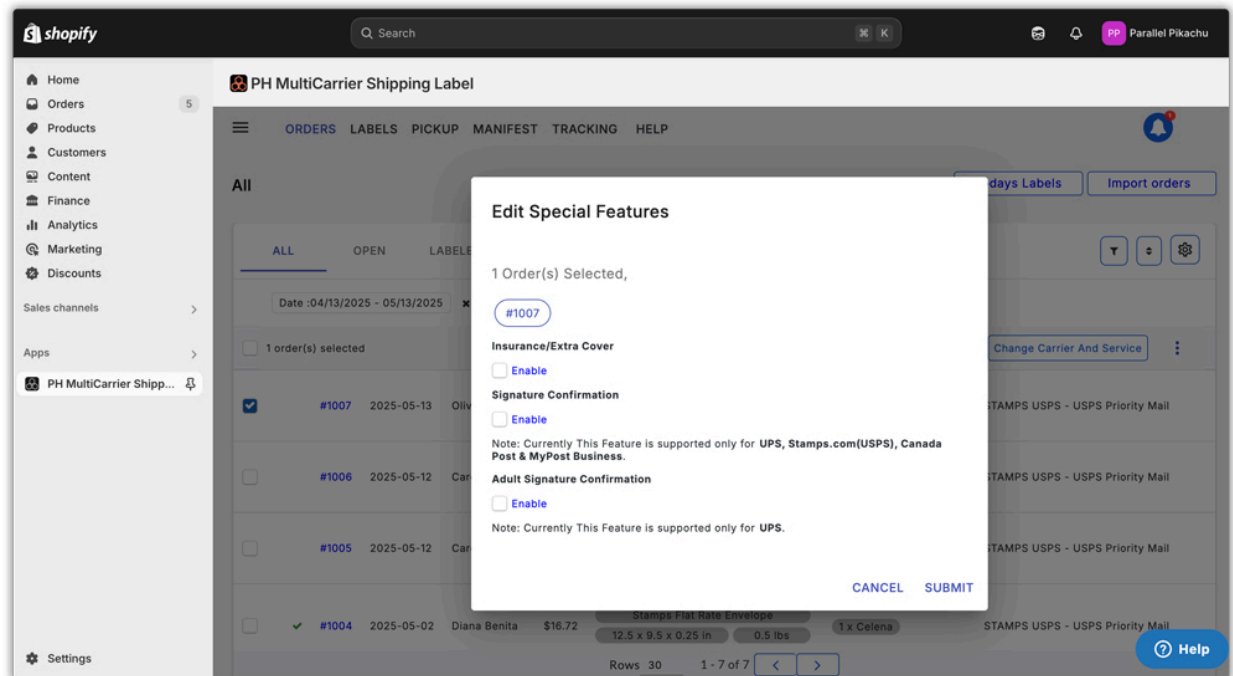 shopify
Search
⌘ K
PP Parallel Pikachu
Home
Orders 5
Products
Customers
Content
Finance
Analytics
Marketing
Discounts
Sales channels
Apps
PH MultiCarrier Shipp...
Settings
PH MultiCarrier Shipping Label
ORDERS LABELS PICKUP MANIFEST TRACKING HELP
All
days Labels
Import orders
ALL OPEN LABELE
Date :04/13/2025 - 05/13/2025
1 order(s) selected
Change Carrier And Service
#1007 2025-05-13 Oliv
STAMPS USPS - USPS Priority Mail
#1006 2025-05-12 Car
STAMPS USPS - USPS Priority Mail
#1005 2025-05-12 Car
STAMPS USPS - USPS Priority Mail
#1004 2025-05-02 Diana Benita $16.72
Stamps Flat Rate Envelope
12.5 x 9.5 x 0.25 in 0.5 lbs
1 x Celena
STAMPS USPS - USPS Priority Mail
Rows 30 1 - 7 of 7
Edit Special Features
1 Order(s) Selected,
#1007
Insurance/Extra Cover
Enable
Signature Confirmation
Enable
Note: Currently This Feature is supported only for UPS, Stamps.com(USPS), Canada
Post & MyPost Business.
Adult Signature Confirmation
Enable
Note: Currently This Feature is supported only for UPS.
CANCEL SUBMIT
Help